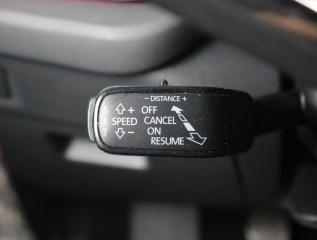 − DISTANCE +
+ OFF
SPEED CANCEL
− ON
RESUME